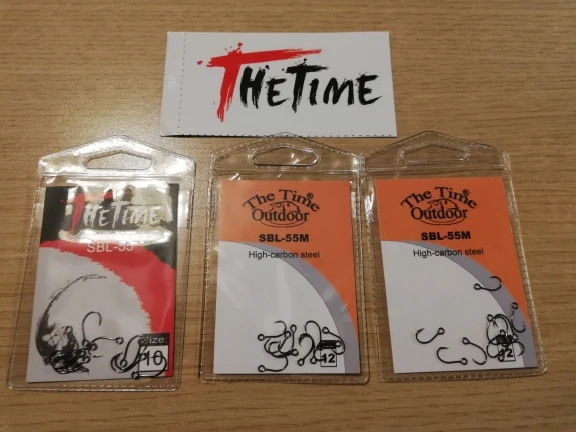 THETIME
THETIME
SBL-55
Size:
10
The Time®
Outdoor
SBL-55M
High-carbon steel
12
The Time®
Outdoor
SBL-55M
High-carbon steel
12